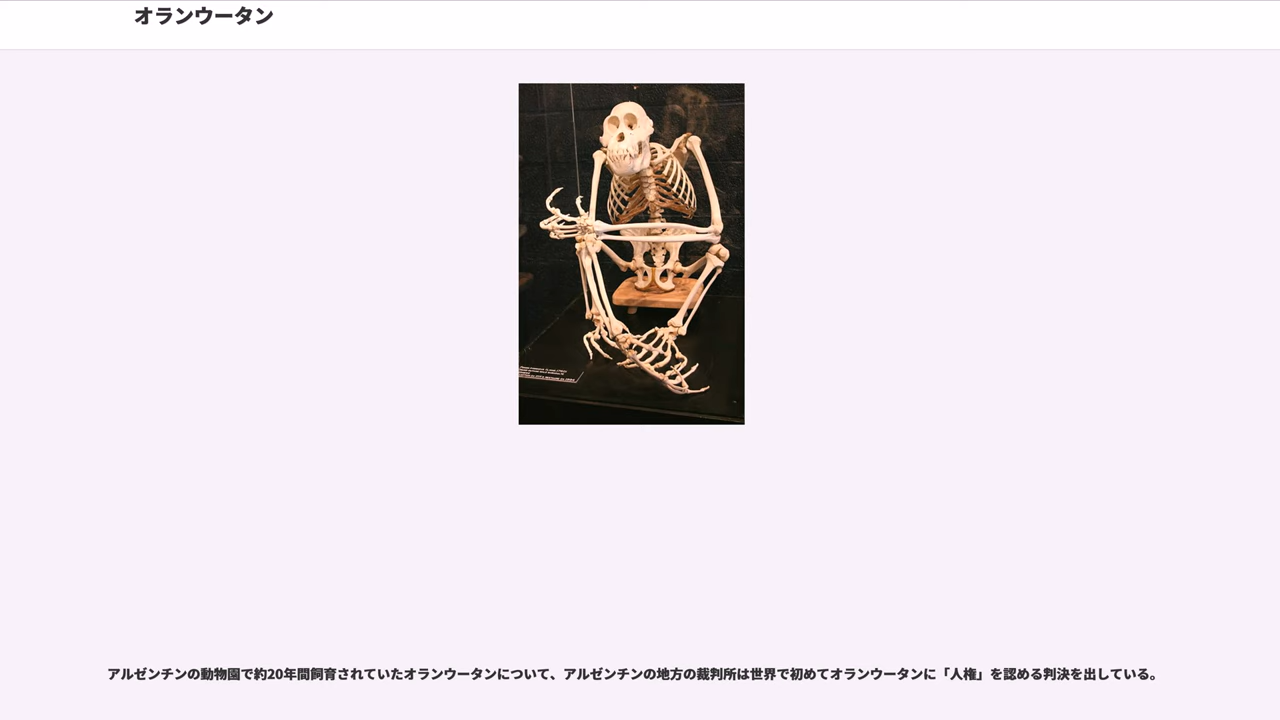 オランウータン
アルゼンチンの動物園で約20年間飼育されていたオランウータンについて、アルゼンチンの地方の裁判所は世界で初めてオランウータンに「人権」を認める判決を出している。